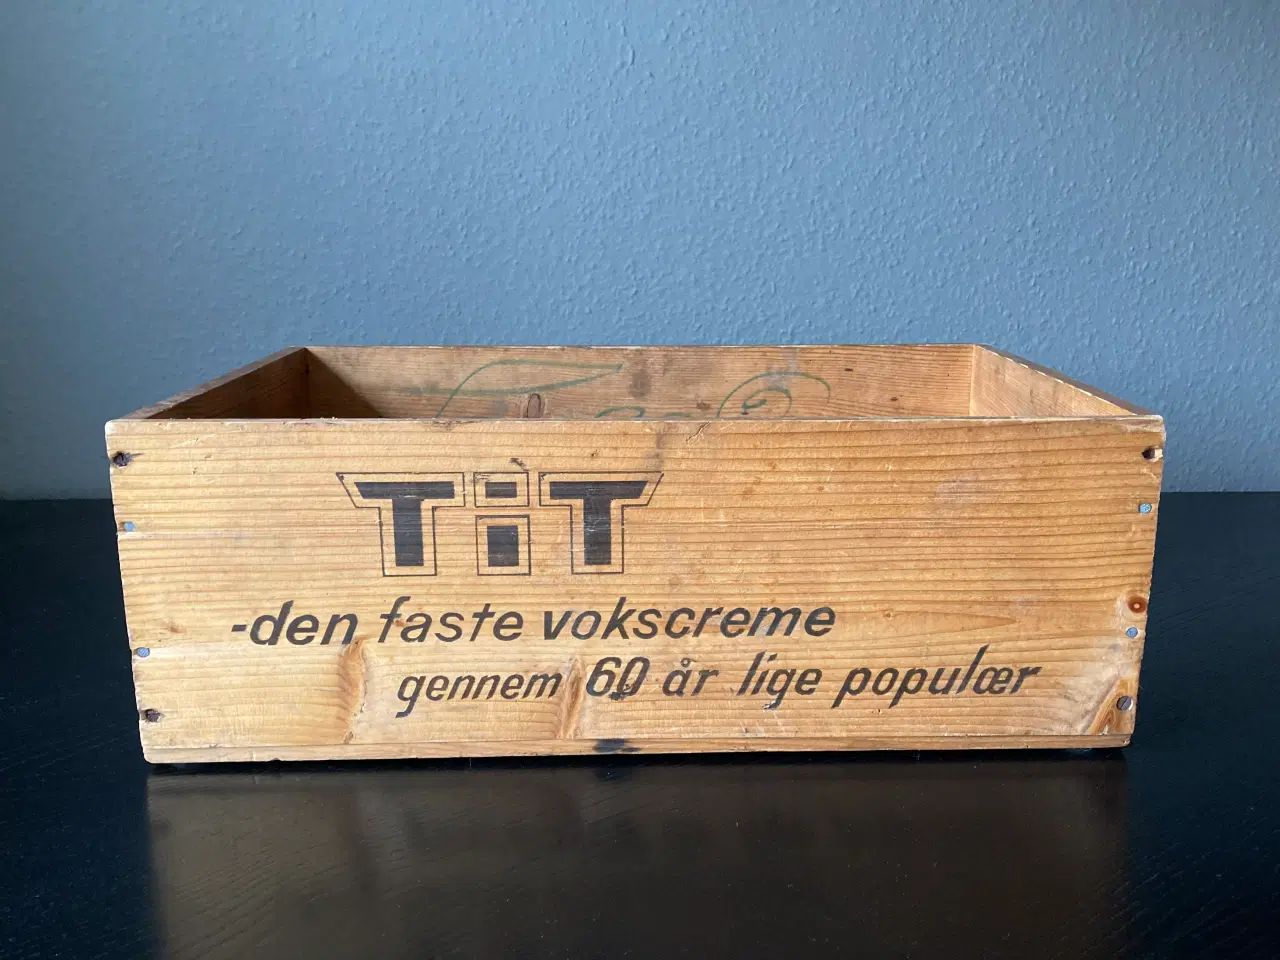 TiT
-den faste vokscreme
gennem 60 år lige populær